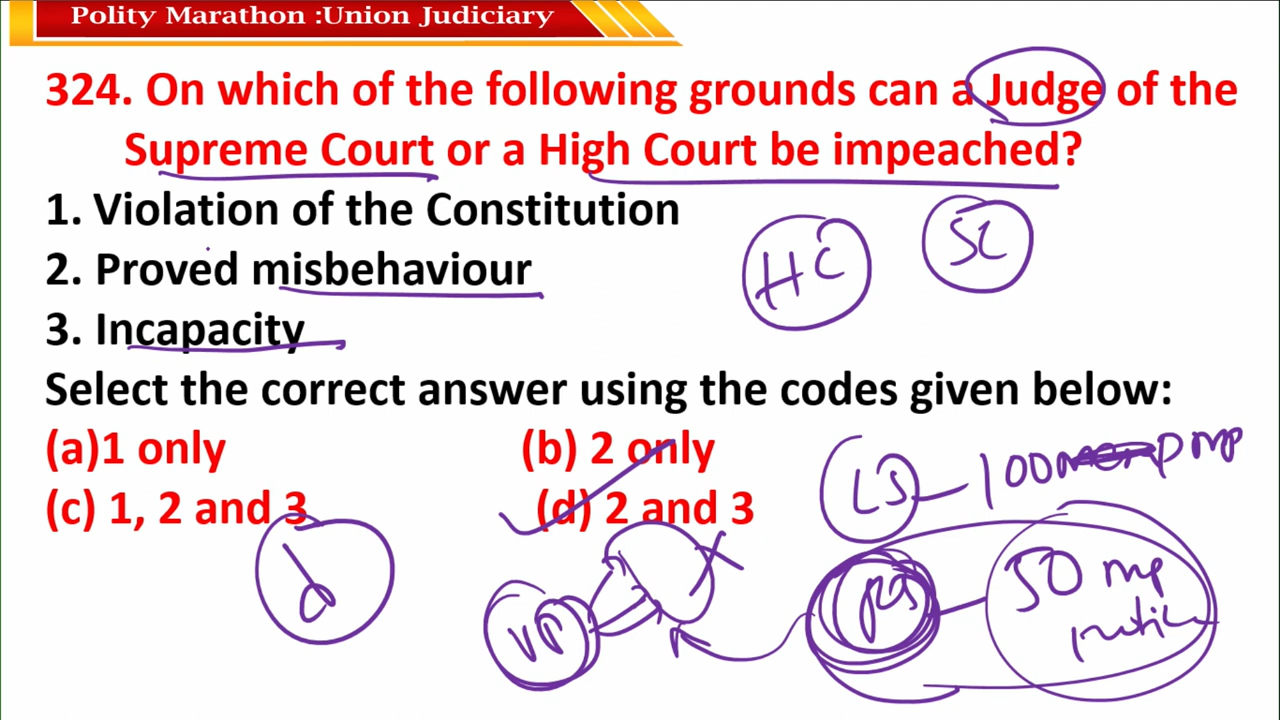 Polity Marathon :Union Judiciary
324. On which of the following grounds can a Judge of the
Supreme Court or a High Court be impeached?
1. Violation of the Constitution
2. Proved misbehaviour
3. Incapacity
HC
SC
Select the correct answer using the codes given below:
(a)1 only (b) 2 only
(c) 1, 2 and 3 (d) 2 and 3
LS - 100 mp
d
VP
50 mp